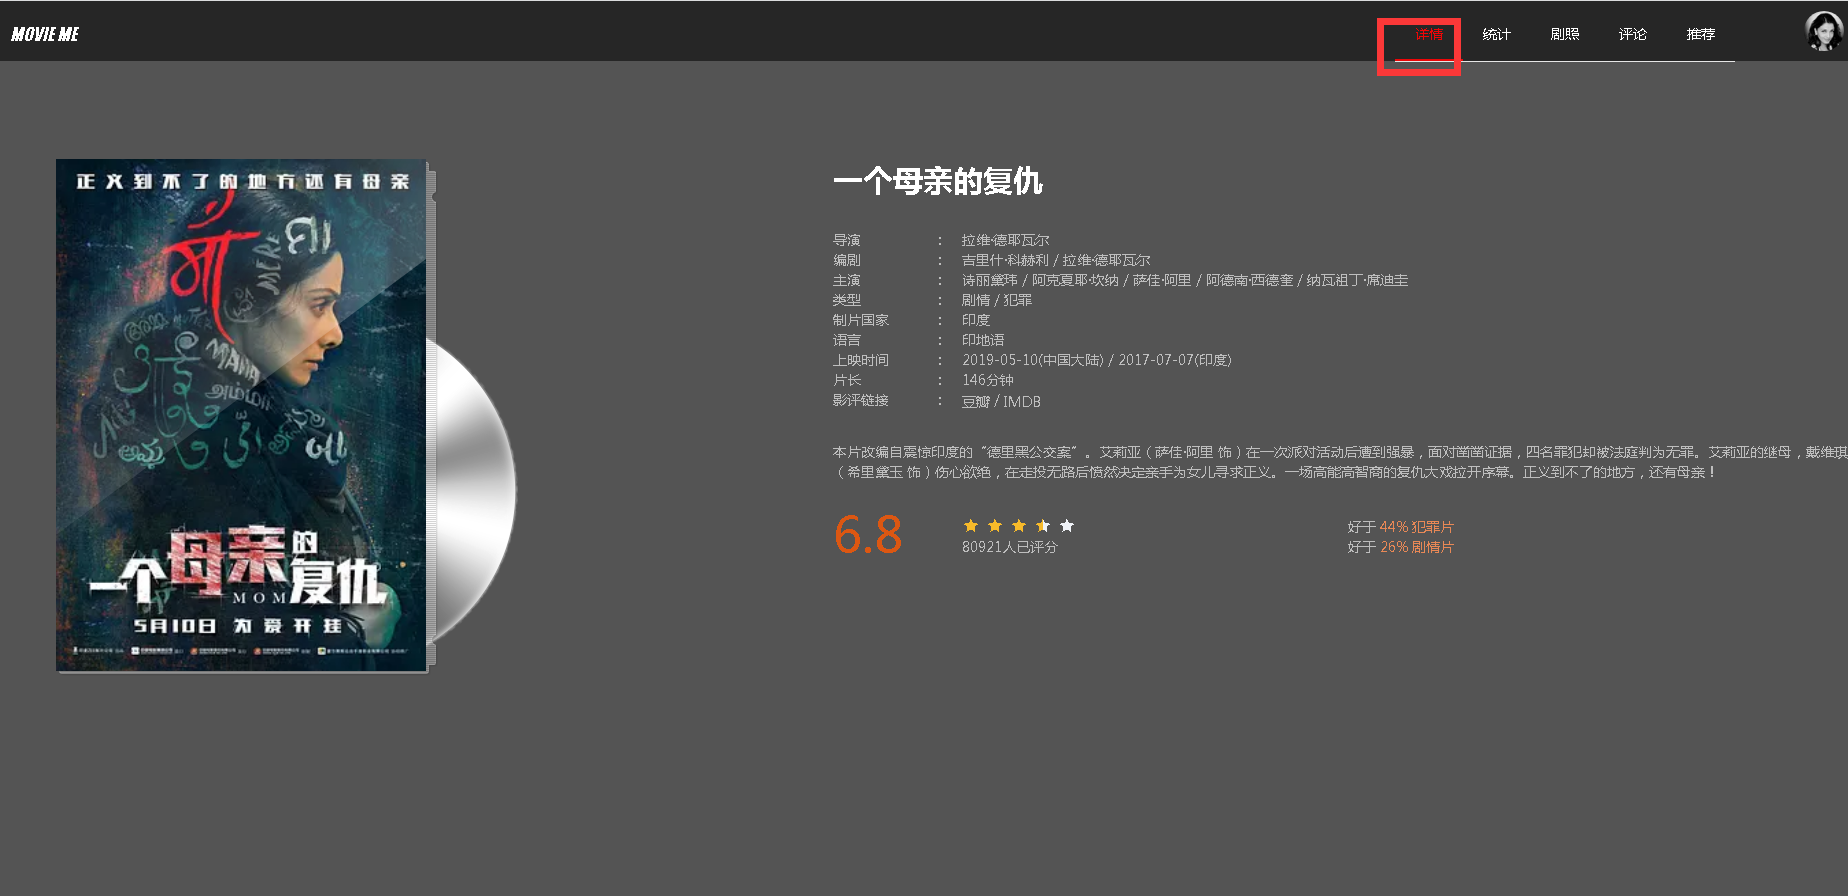 MOVIE ME
详情
统计
剧照
评论
推荐
正义到不了的地方还有母亲
माँ
MERE
ਮਾਂ
MAMA
அம்மா
আই
অম্মা
一个母亲的复仇
MOM
5月10日 为爱开挂
一个母亲的复仇
导演 : 拉维·德耶瓦尔
编剧 : 吉里什·科赫利 / 拉维·德耶瓦尔
主演 : 诗丽黛玮 / 阿克夏耶·坎纳 / 萨佳·阿里 / 阿德南·西德奎 / 纳瓦祖丁·席迪圭
类型 : 剧情 / 犯罪
制片国家 : 印度
语言 : 印地语
上映时间 : 2019-05-10(中国大陆) / 2017-07-07(印度)
片长 : 146分钟
影评链接 : 豆瓣 / IMDB
本片改编自震惊印度的“德里黑公交案”。艾莉亚（萨佳·阿里 饰）在一次派对活动后遭到强暴，面对凿凿证据，四名罪犯却被法庭判为无罪。艾莉亚的继母，戴维琪
（希里黛玉 饰）伤心欲绝，在走投无路后愤然决定亲手为女儿寻求正义。一场高能高智商的复仇大戏拉开序幕。正义到不了的地方，还有母亲！
6.8
80921人已评分
好于 44% 犯罪片
好于 26% 剧情片